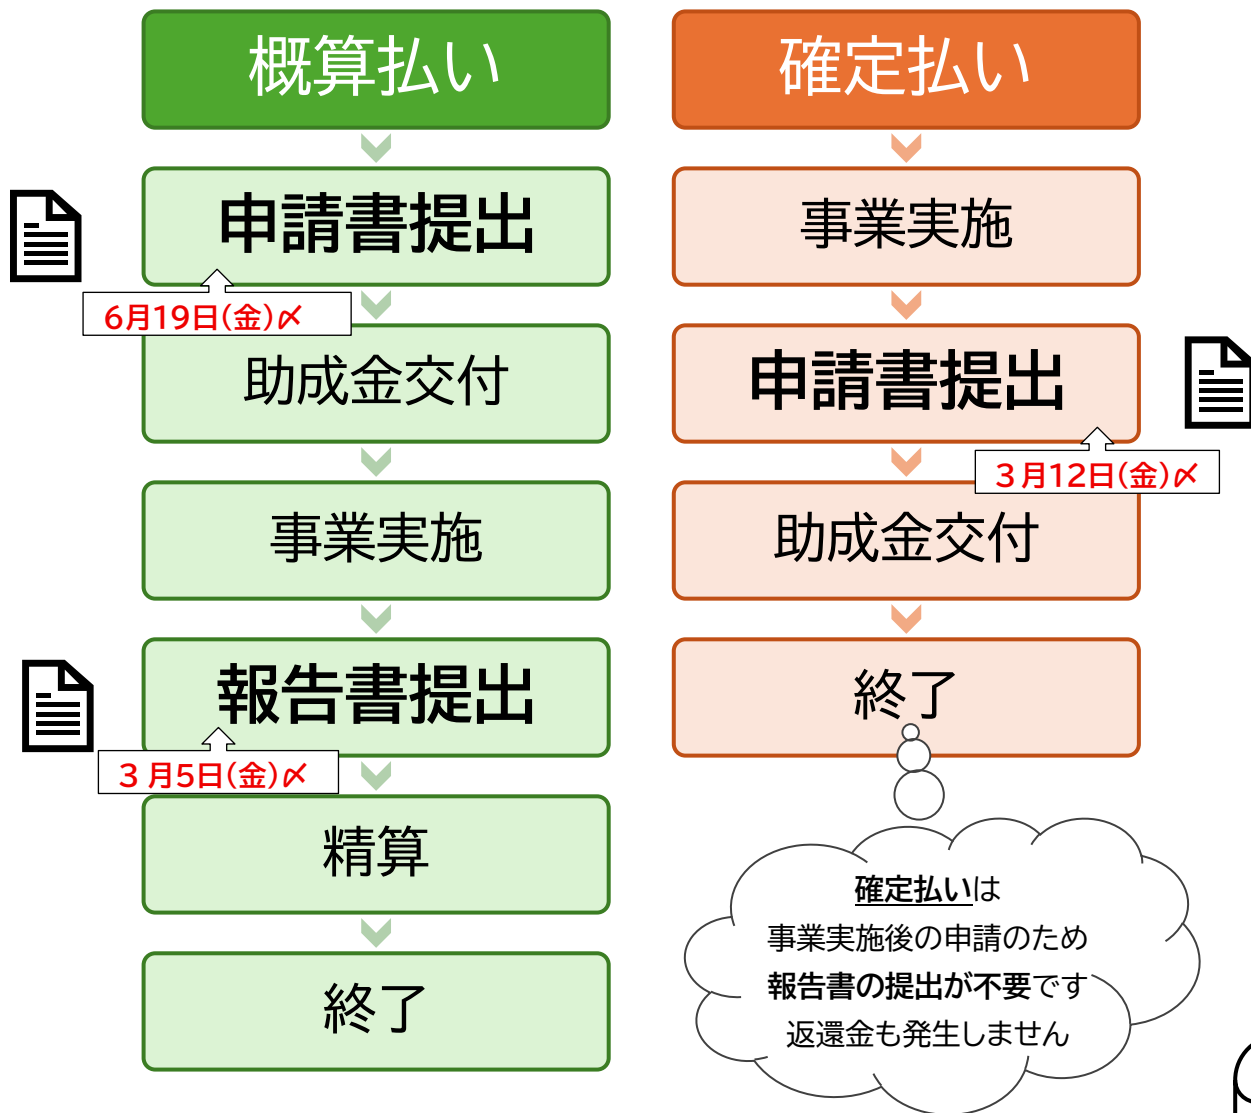 概算払い
申請書提出
6月19日(金)〆
助成金交付
事業実施
報告書提出
3月5日(金)〆
精算
終了
確定払い
事業実施
申請書提出
3月12日(金)〆
助成金交付
終了
確定払いは
事業実施後の申請のため
報告書の提出が不要です
返還金も発生しません